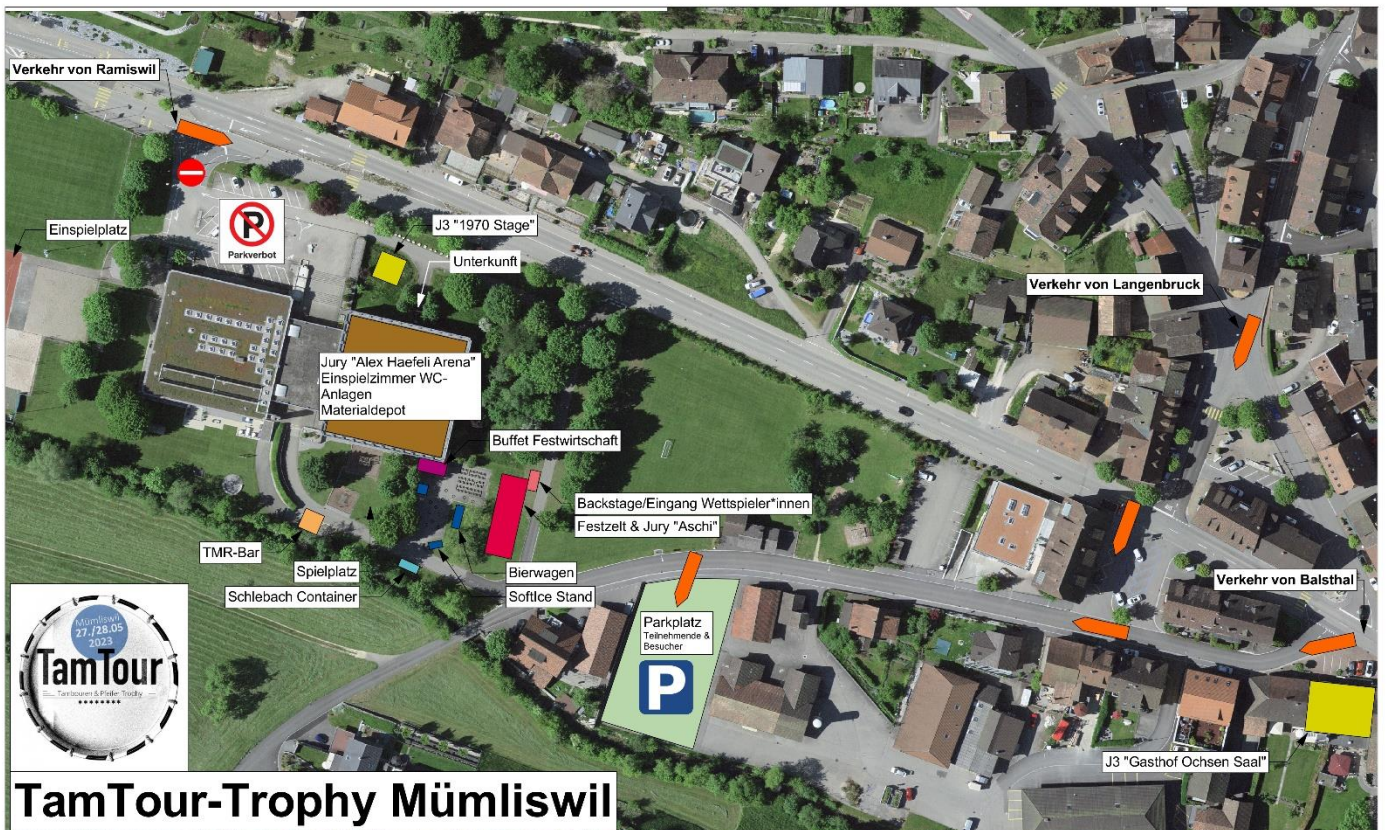 Verkehr von Ramiswil
P
Parkverbot
Einspielplatz
J3 "1970 Stage"
Unterkunft
Verkehr von Langenbruck
Jury "Alex Haefeli Arena"
Einspielzimmer WC-
Anlagen
Materialdepot
Buffet Festwirtschaft
Backstage/Eingang Wettspieler*innen
Festzelt & Jury "Aschi"
TMR-Bar
Spielplatz
Bierwagen
Schlebach Container
SoftIce Stand
Verkehr von Balsthal
Parkplatz
Teilnehmende &
Besucher
P
J3 "Gasthof Ochsen Saal"
Mümliswil
27./28.05
2023
TamTour
Tambouren & Pfeifer Trophy
TamTour-Trophy Mümliswil